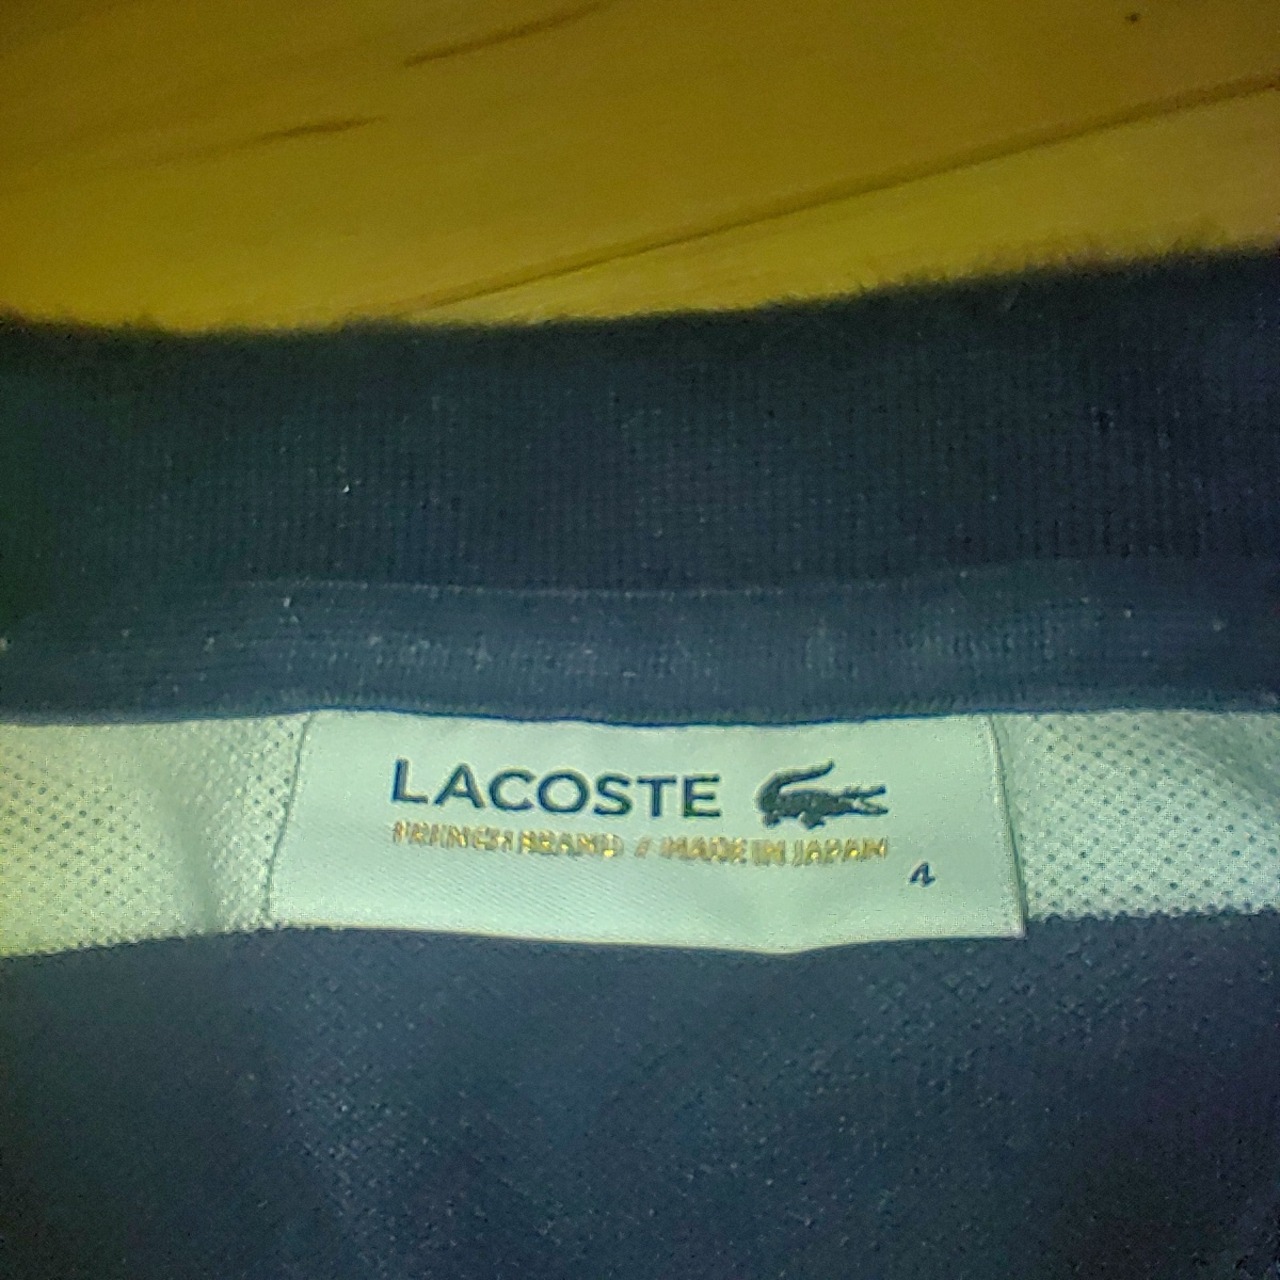 LACOSTE
FRENCH BRAND / MADE IN JAPAN
4